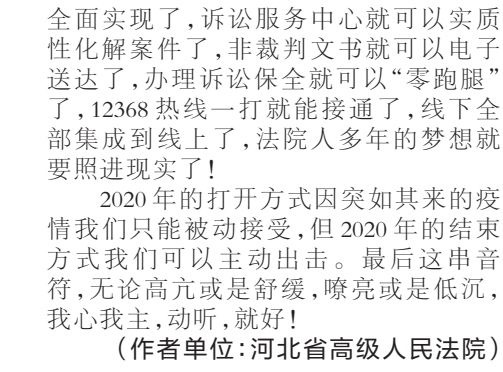 全面实现了，诉讼服务中心就可以实质
性化解案件了，非裁判文书就可以电子
送达了，办理诉讼保全就可以“零跑腿”
了，12368热线一打就能接通了，线下全
部集成到线上了，法院人多年的梦想就
要照进现实了！
2020年的打开方式因突如其来的疫
情我们只能被动接受，但2020年的结束
方式我们可以主动出击。最后这串音
符，无论高亢或是舒缓，嘹亮或是低沉，
我心我主，动听，就好！
（作者单位：河北省高级人民法院）